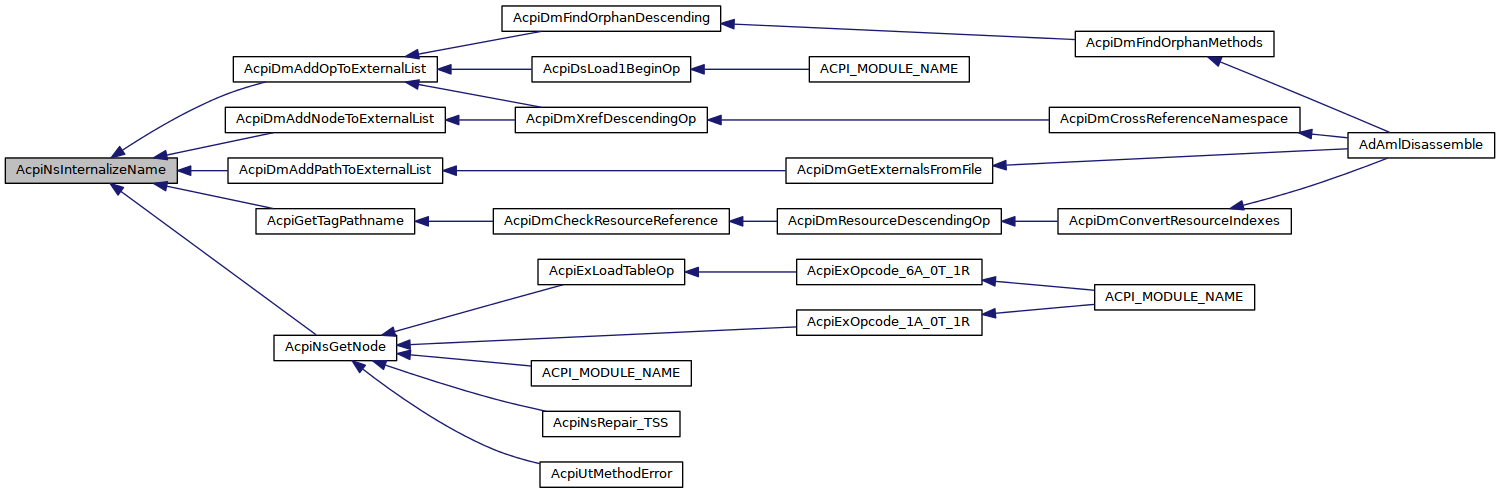 AcpiDmFindOrphanDescending
AcpiDmFindOrphanMethods
AcpiDmAddOpToExternalList
AcpiDsLoad1BeginOp
ACPI_MODULE_NAME
AcpiDmAddNodeToExternalList
AcpiDmXrefDescendingOp
AcpiDmCrossReferenceNamespace
AdAmlDisassemble
AcpiNsInternalizeName
AcpiDmAddPathToExternalList
AcpiDmGetExternalsFromFile
AcpiGetTagPathname
AcpiDmCheckResourceReference
AcpiDmResourceDescendingOp
AcpiDmConvertResourceIndexes
AcpiExLoadTableOp
AcpiExOpcode_6A_0T_1R
ACPI_MODULE_NAME
AcpiExOpcode_1A_0T_1R
AcpiNsGetNode
ACPI_MODULE_NAME
AcpiNsRepair_TSS
AcpiUtMethodError